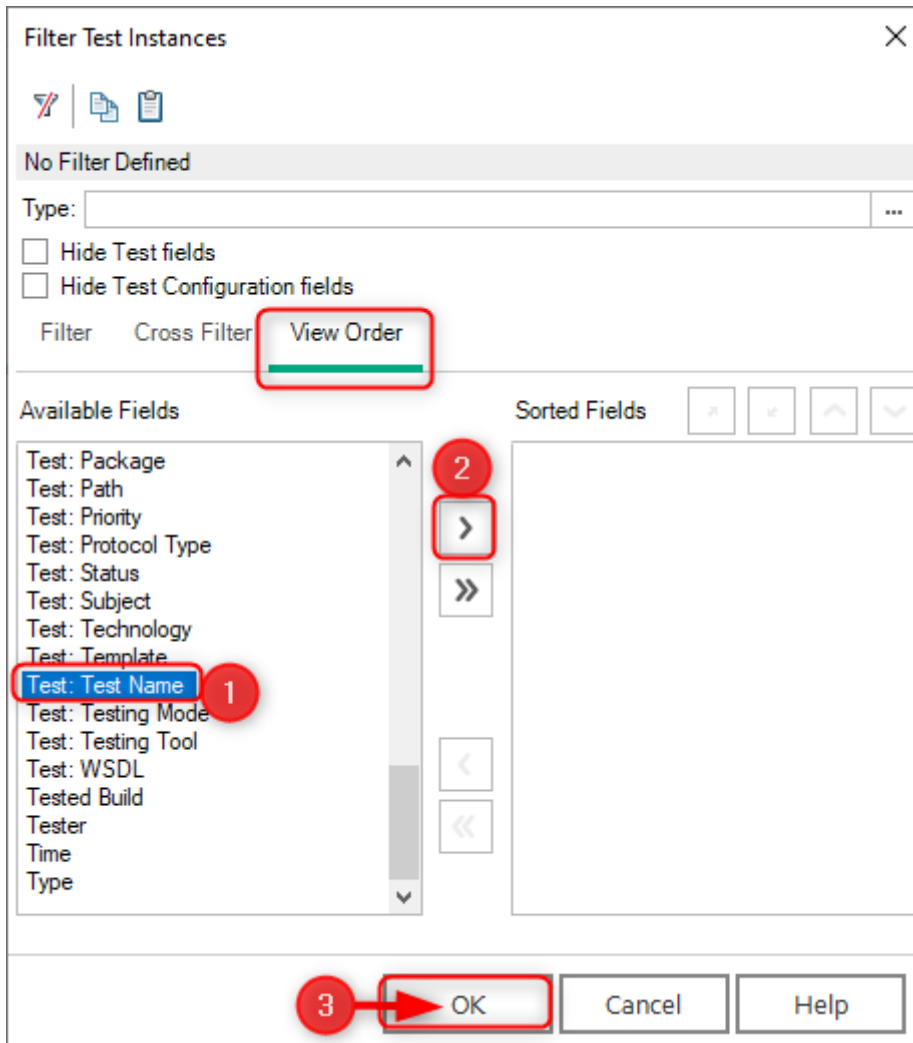 Filter Test Instances
No Filter Defined
Type:
...
Hide Test fields
Hide Test Configuration fields
Filter
Cross Filter
View Order
Available Fields
Sorted Fields
Test: Package
Test: Path
Test: Priority
Test: Protocol Type
Test: Status
Test: Subject
Test: Technology
Test: Template
Test: Test Name
Test: Testing Mode
Test: Testing Tool
Test: WSDL
Tested Build
Tester
Time
Type
2
1
3
OK
Cancel
Help